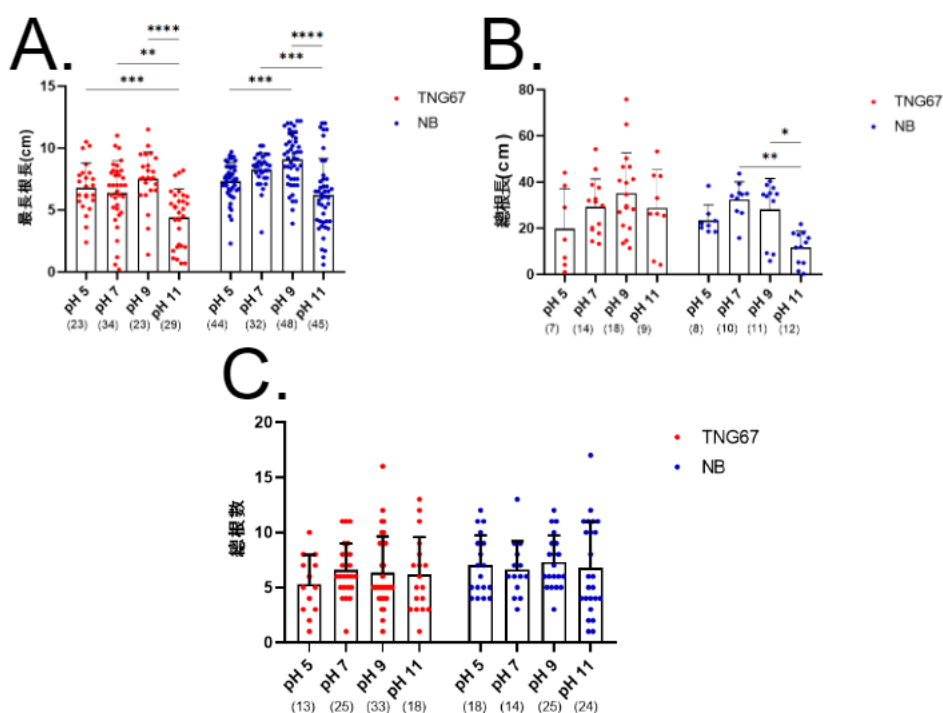 A.
****
**
***
****
***
***
TNG67
NB
最長根長(cm)
15
10
5
0
pH 5
pH 7
pH 9
pH 11
pH 5
pH 7
pH 9
pH 11
(23)
(34)
(23)
(29)
(44)
(32)
(48)
(45)
B.
*
**
TNG67
NB
總根長(cm)
80
60
40
20
0
pH 5
pH 7
pH 9
pH 11
pH 5
pH 7
pH 9
pH 11
(7)
(14)
(18)
(9)
(8)
(10)
(11)
(12)
C.
TNG67
NB
總根數
20
15
10
5
0
pH 5
pH 7
pH 9
pH 11
pH 5
pH 7
pH 9
pH 11
(13)
(25)
(33)
(18)
(18)
(14)
(25)
(24)